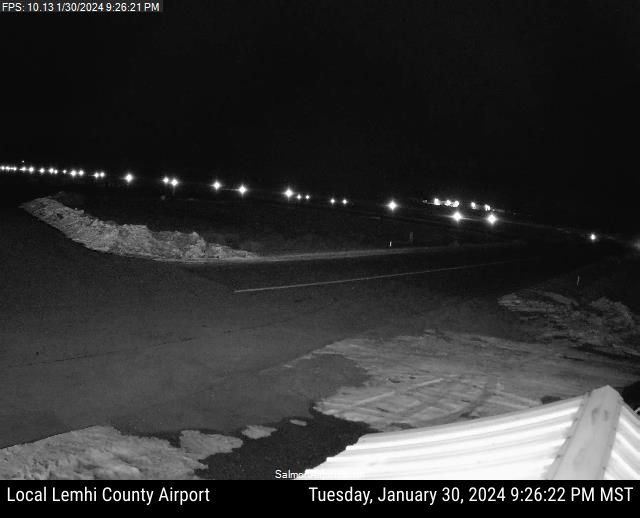 FPS: 10.13 1/30/2024 9:26:21 PM
Local Lemhi County Airport
Tuesday, January 30, 2024 9:26:22 PM MST